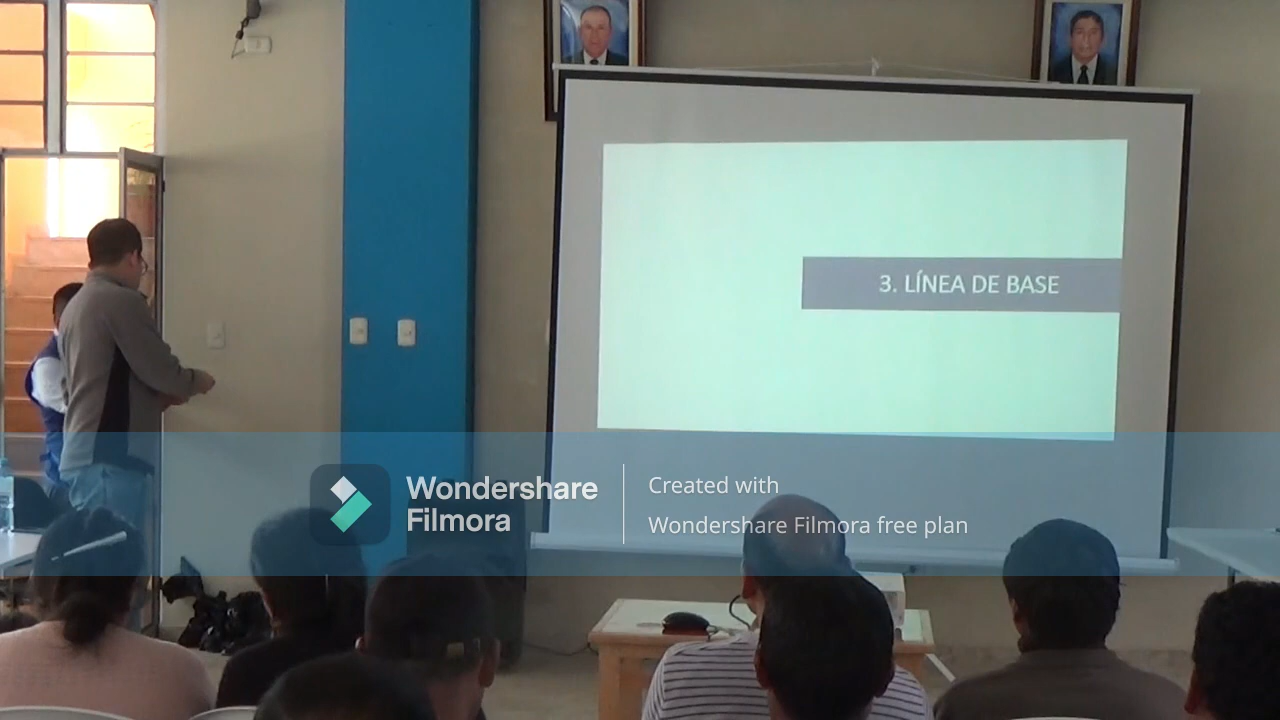 3. LÍNEA DE BASE
Wondershare
Filmora
Created with
Wondershare Filmora free plan